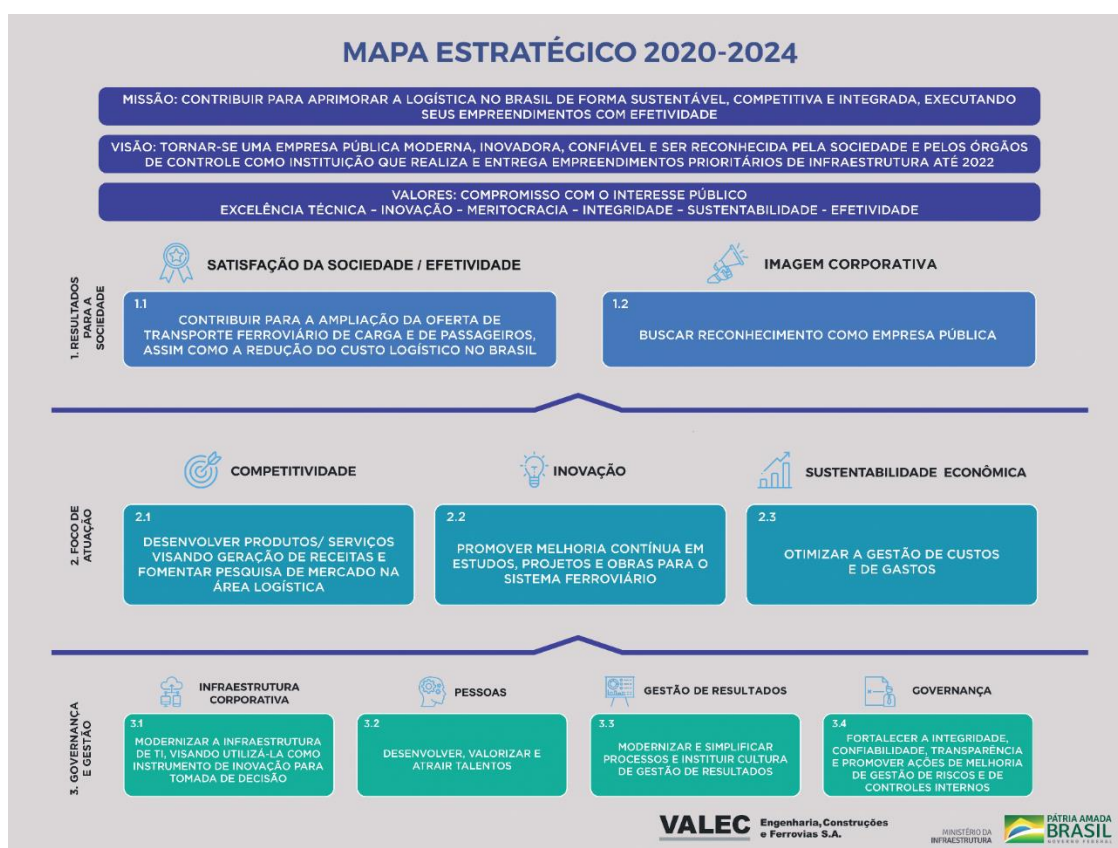 MAPA ESTRATÉGICO 2020-2024
MISSÃO: CONTRIBUIR PARA APRIMORAR A LOGÍSTICA NO BRASIL DE FORMA SUSTENTÁVEL, COMPETITIVA E INTEGRADA, EXECUTANDO
SEUS EMPREENDIMENTOS COM EFETIVIDADE
VISÃO: TORNAR-SE UMA EMPRESA PÚBLICA MODERNA, INOVADORA, CONFIÁVEL E SER RECONHECIDA PELA SOCIEDADE E PELOS ÓRGÃOS
DE CONTROLE COMO INSTITUIÇÃO QUE REALIZA E ENTREGA EMPREENDIMENTOS PRIORITÁRIOS DE INFRAESTRUTURA ATÉ 2022
VALORES: COMPROMISSO COM O INTERESSE PÚBLICO
EXCELÊNCIA TÉCNICA – INOVAÇÃO – MERITOCRACIA – INTEGRIDADE – SUSTENTABILIDADE - EFETIVIDADE
1. RESULTADOS
PARA A
SOCIEDADE
SATISFAÇÃO DA SOCIEDADE / EFETIVIDADE
1.1
CONTRIBUIR PARA A AMPLIAÇÃO DA OFERTA DE
TRANSPORTE FERROVIÁRIO DE CARGA E DE PASSAGEIROS,
ASSIM COMO A REDUÇÃO DO CUSTO LOGÍSTICO NO BRASIL
IMAGEM CORPORATIVA
1.2
BUSCAR RECONHECIMENTO COMO EMPRESA PÚBLICA
2. FOCO DE
ATUAÇÃO
COMPETITIVIDADE
2.1
DESENVOLVER PRODUTOS/ SERVIÇOS
VISANDO GERAÇÃO DE RECEITAS E
FOMENTAR PESQUISA DE MERCADO NA
ÁREA LOGÍSTICA
INOVAÇÃO
2.2
PROMOVER MELHORIA CONTÍNUA EM
ESTUDOS, PROJETOS E OBRAS PARA O
SISTEMA FERROVIÁRIO
SUSTENTABILIDADE ECONÔMICA
2.3
OTIMIZAR A GESTÃO DE CUSTOS
E DE GASTOS
3. GOVERNANÇA
E GESTÃO
INFRAESTRUTURA
CORPORATIVA
3.1
MODERNIZAR A INFRAESTRUTURA
DE TI, VISANDO UTILIZÁ-LA COMO
INSTRUMENTO DE INOVAÇÃO PARA
TOMADA DE DECISÃO
PESSOAS
3.2
DESENVOLVER, VALORIZAR E
ATRAIR TALENTOS
GESTÃO DE RESULTADOS
3.3
MODERNIZAR E SIMPLIFICAR
PROCESSOS E INSTITUIR CULTURA
DE GESTÃO DE RESULTADOS
GOVERNANÇA
3.4
FORTALECER A INTEGRIDADE,
CONFIABILIDADE, TRANSPARÊNCIA
E PROMOVER AÇÕES DE MELHORIA
DE GESTÃO DE RISCOS E DE
CONTROLES INTERNOS
VALEC Engenharia, Construções
e Ferrovias S.A.
MINISTÉRIO DA
INFRAESTRUTURA
PÁTRIA AMADA
BRASIL
GOVERNO FEDERAL